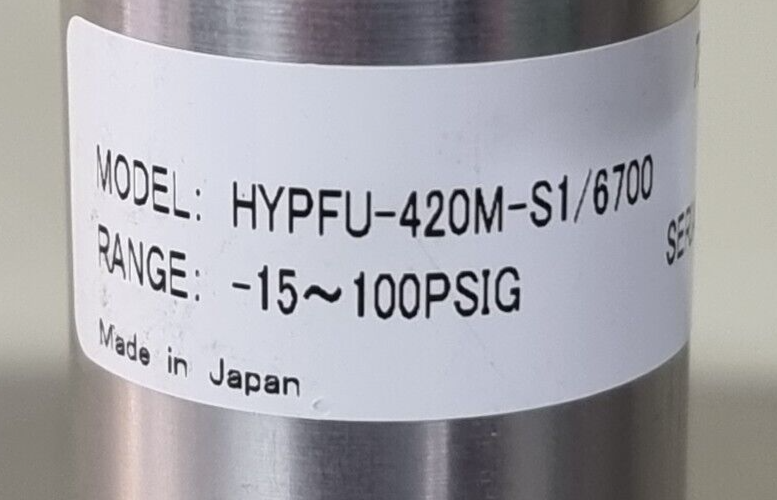 MODEL: HYPFU-420M-S1/6700
RANGE: -15~100PSIG
Made in Japan